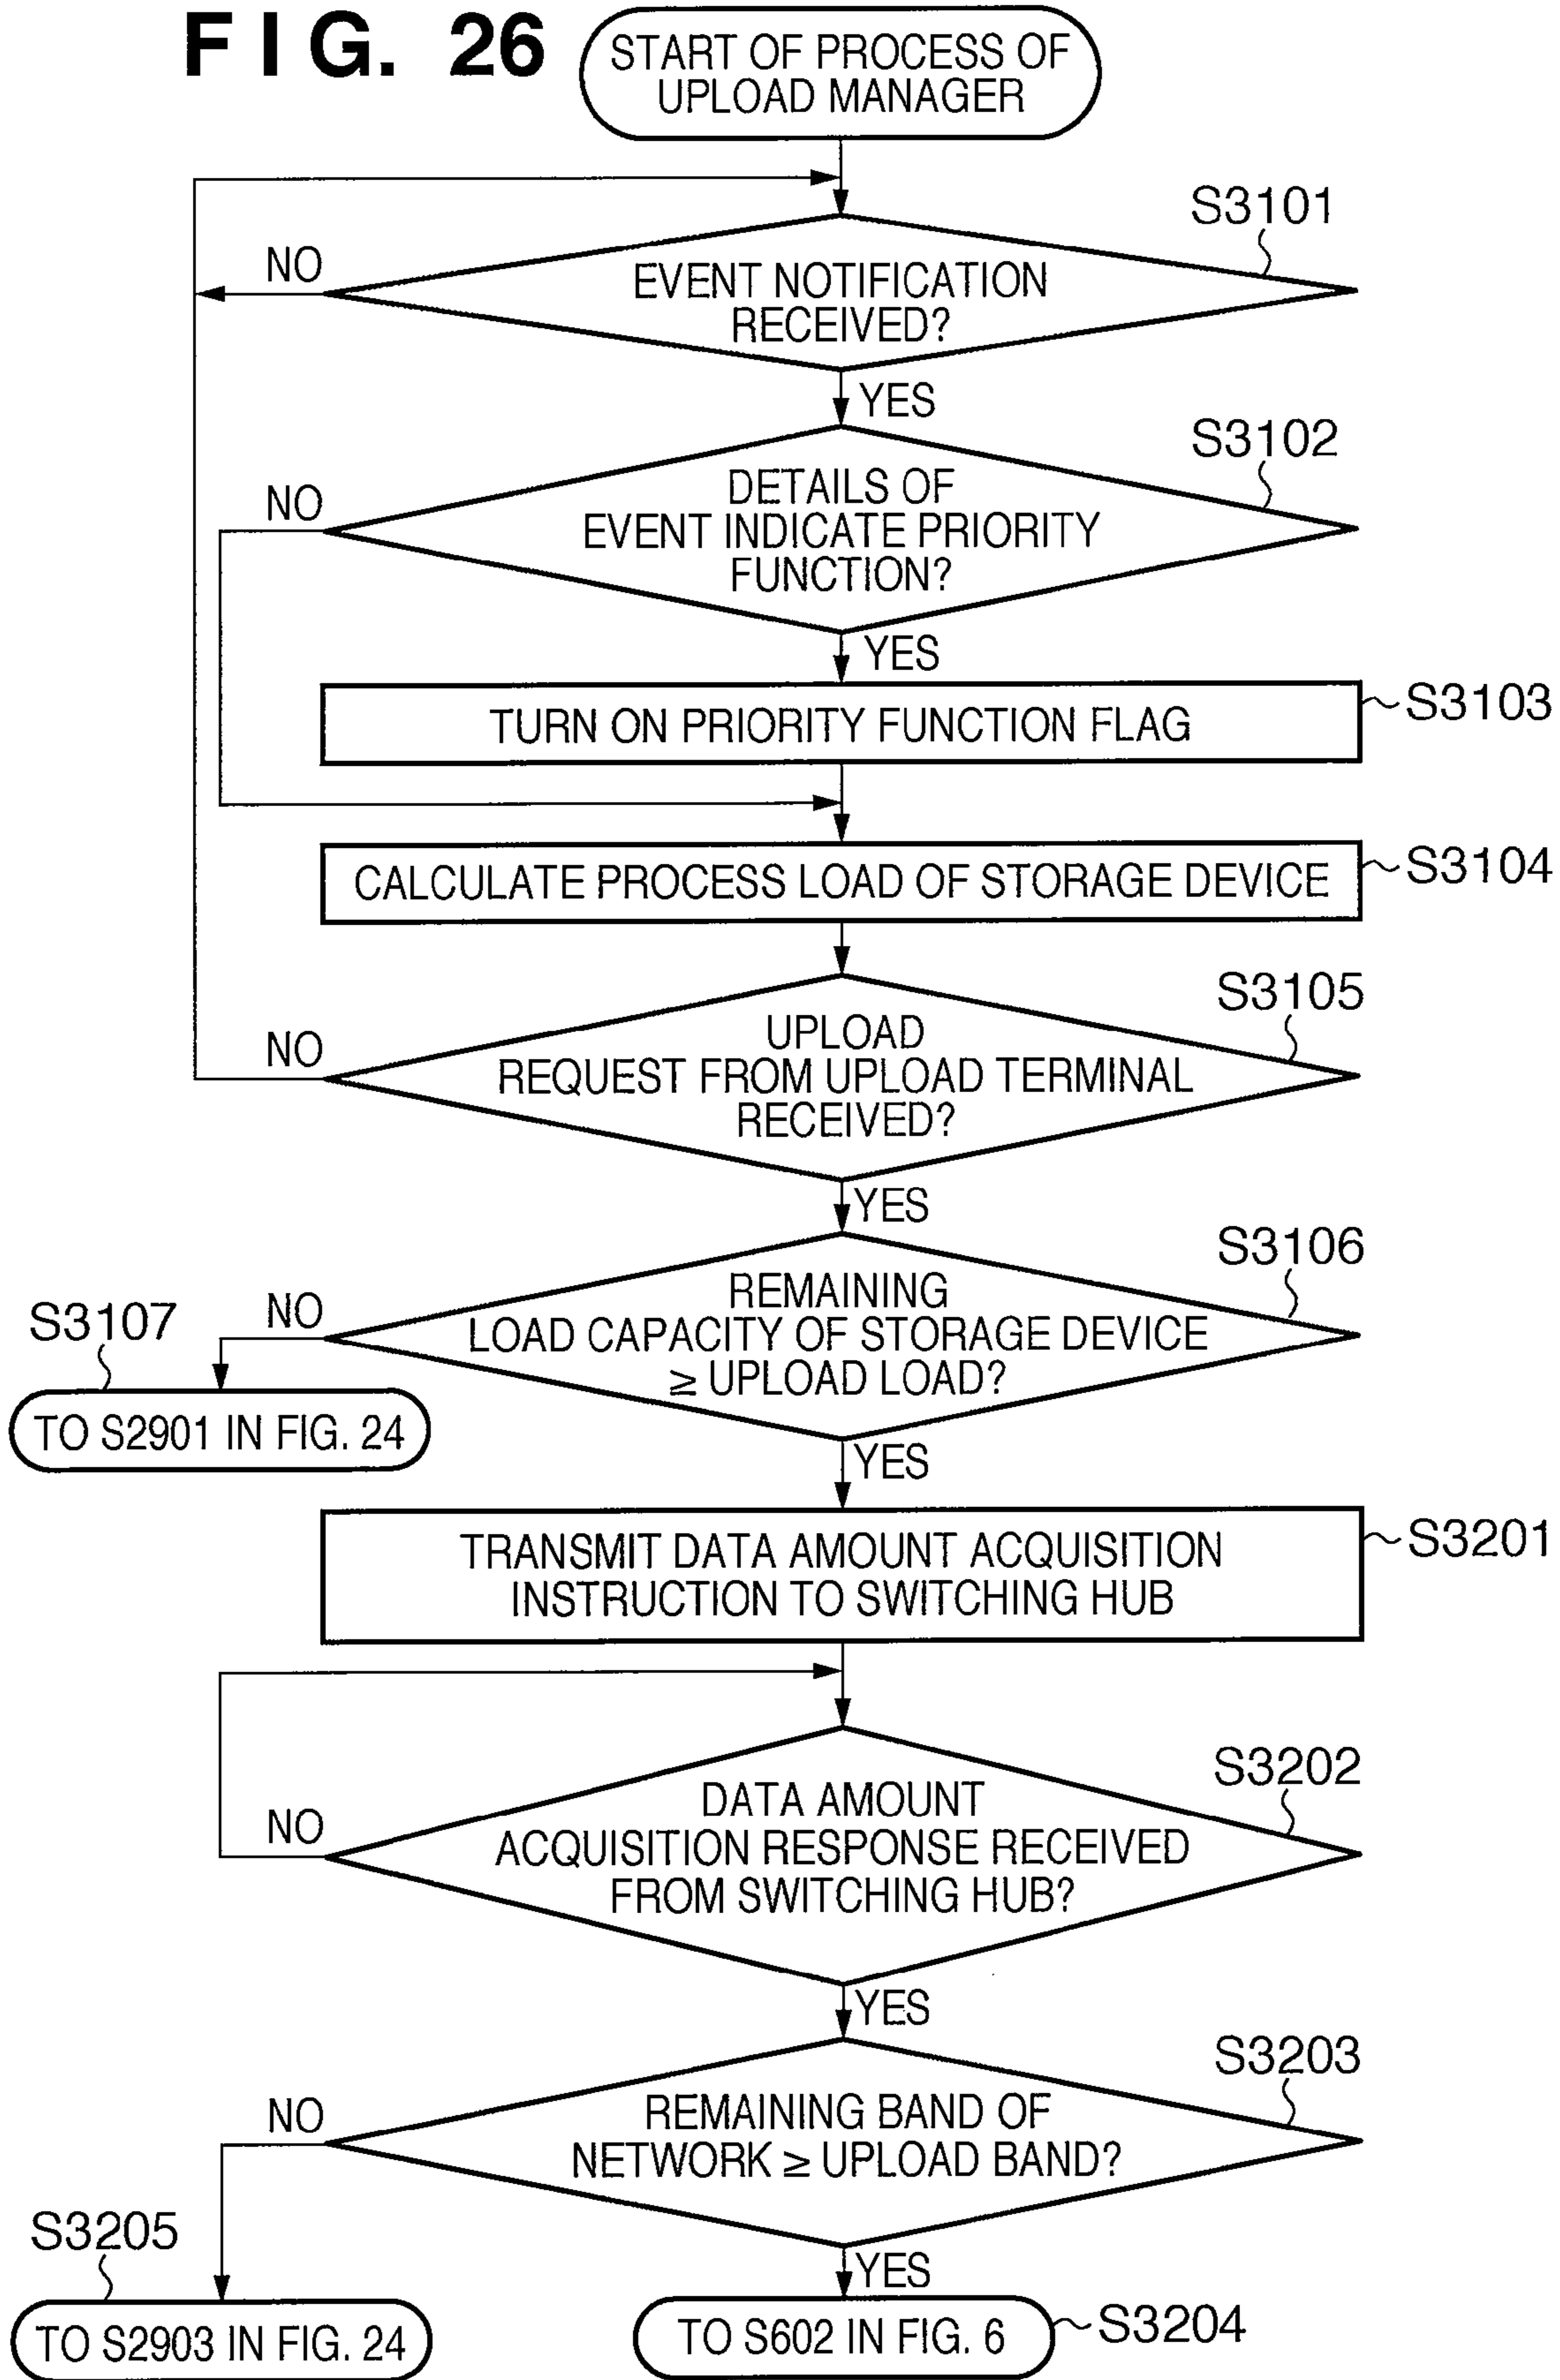 FIG. 26
START OF PROCESS OF
UPLOAD MANAGER
S3101
NO
EVENT NOTIFICATION
RECEIVED?
YES
S3102
NO
DETAILS OF
EVENT INDICATE PRIORITY
FUNCTION?
YES
TURN ON PRIORITY FUNCTION FLAG
S3103
CALCULATE PROCESS LOAD OF STORAGE DEVICE
S3104
S3105
NO
UPLOAD
REQUEST FROM UPLOAD TERMINAL
RECEIVED?
YES
S3106
NO
REMAINING
LOAD CAPACITY OF STORAGE DEVICE
≥ UPLOAD LOAD?
S3107
TO S2901 IN FIG. 24
YES
TRANSMIT DATA AMOUNT ACQUISITION
INSTRUCTION TO SWITCHING HUB
S3201
S3202
NO
DATA AMOUNT
ACQUISITION RESPONSE RECEIVED
FROM SWITCHING HUB?
YES
S3203
NO
REMAINING BAND OF
NETWORK ≥ UPLOAD BAND?
S3205
YES
TO S2903 IN FIG. 24
TO S602 IN FIG. 6
S3204